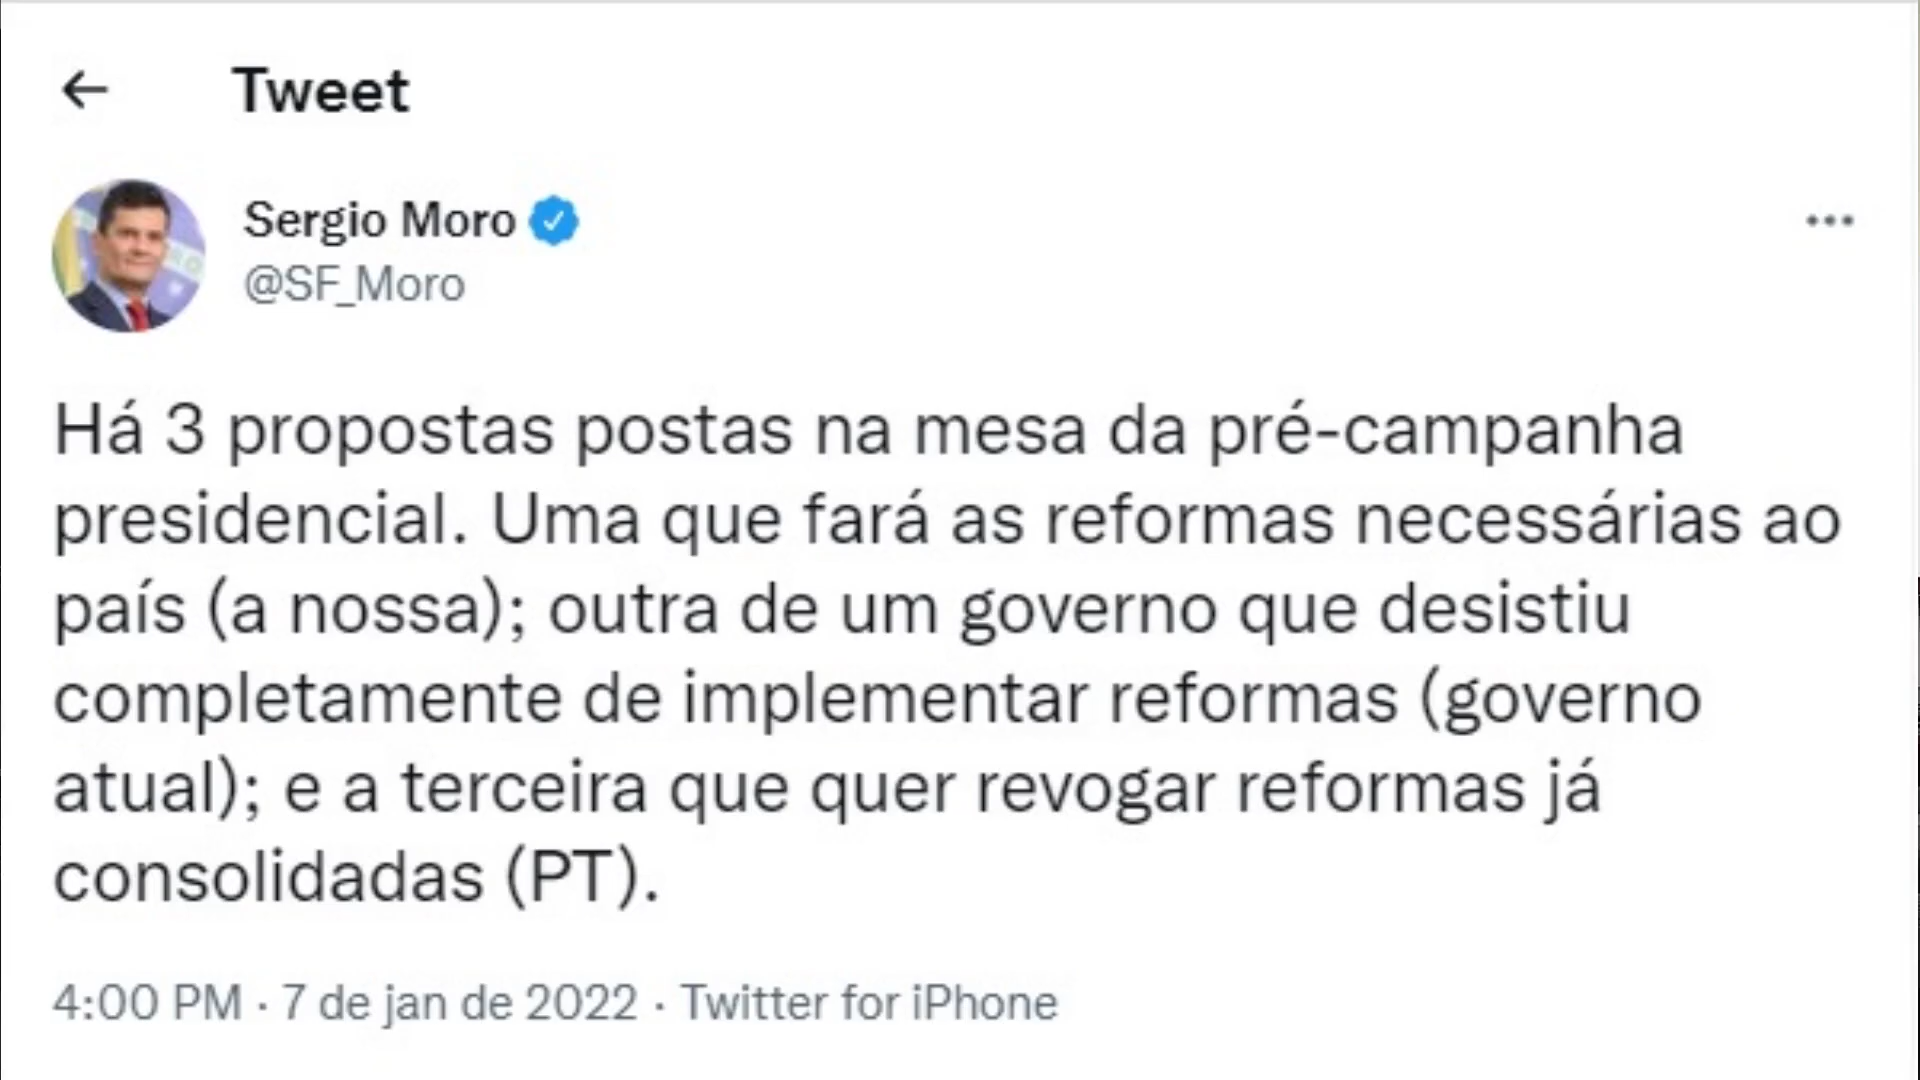 Tweet
Sergio Moro
@SF_Moro
Há 3 propostas postas na mesa da pré-campanha
presidencial. Uma que fará as reformas necessárias ao
país (a nossa); outra de um governo que desistiu
completamente de implementar reformas (governo
atual); e a terceira que quer revogar reformas já
consolidadas (PT).
4:00 PM · 7 de jan de 2022 · Twitter for iPhone